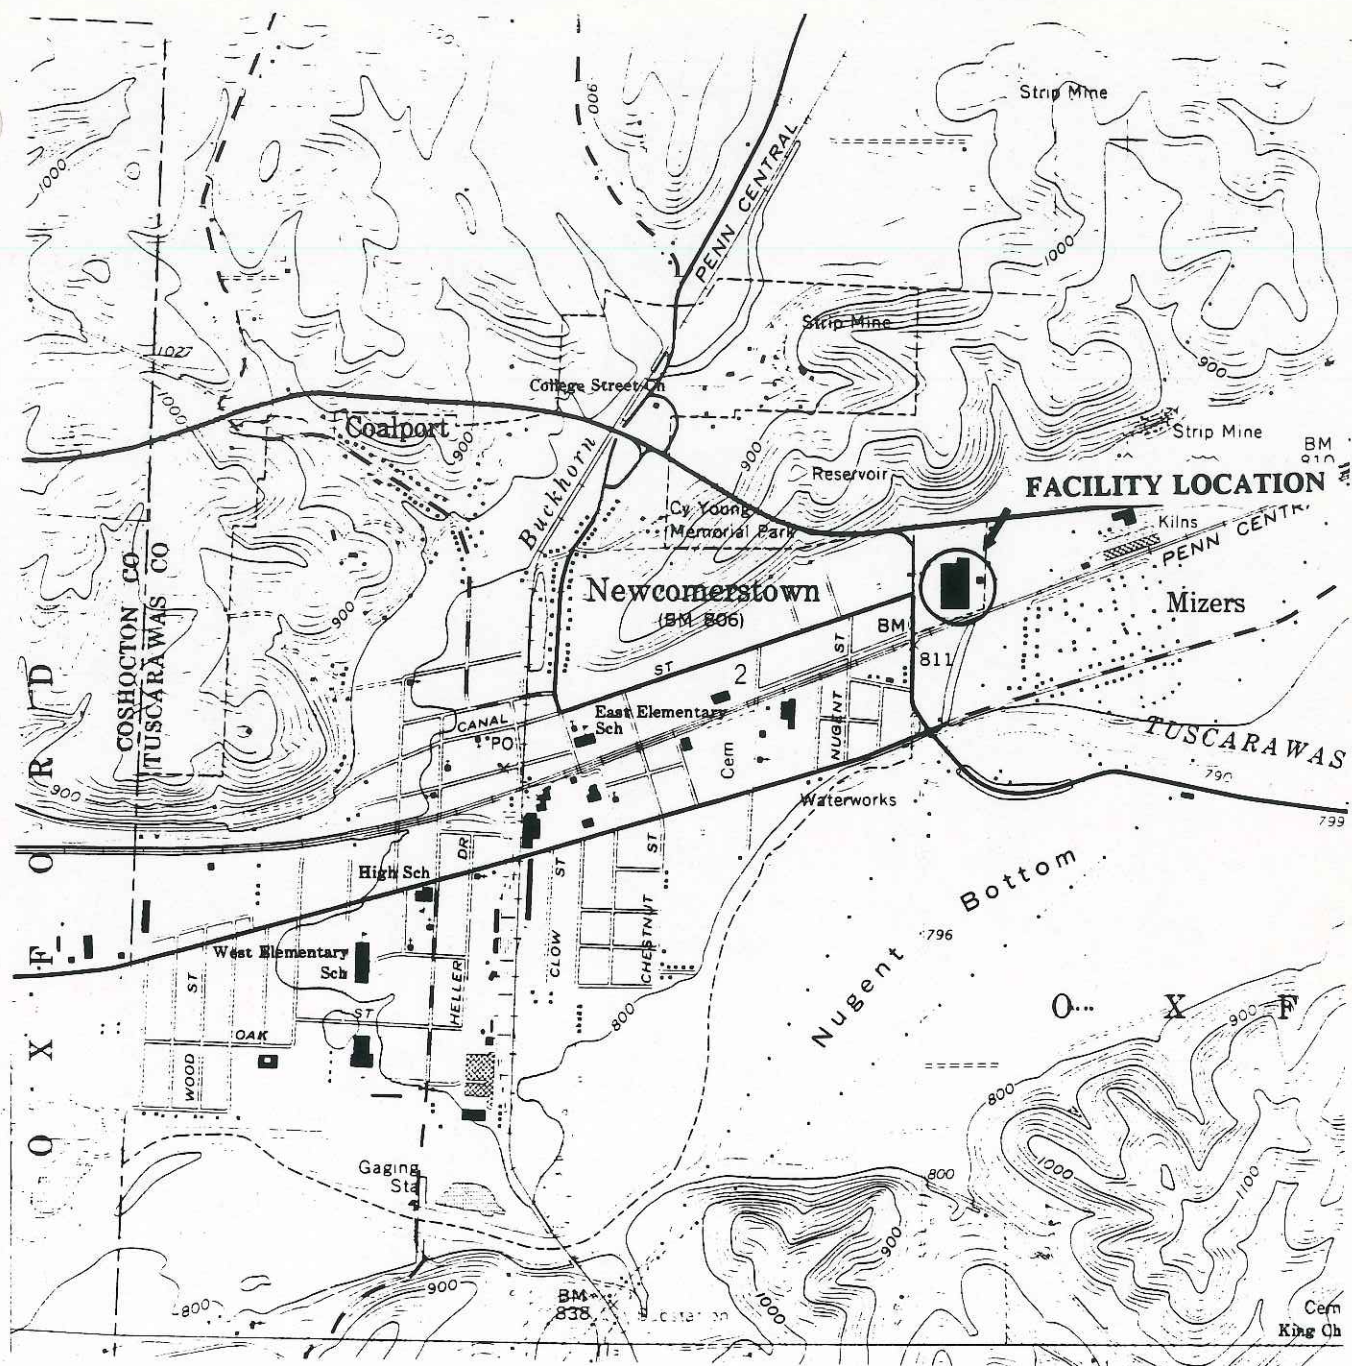 Strip Mine
900
1000
PENN CENTRAL
1000
Strip Mine
1027
900
1000
College Street Ch
Coalport
900
Strip Mine
BM
900
Reservoir
Buckhorn
FACILITY LOCATION
Cy Young
Memorial Park
Kilns
PENN CENTR
COSHOCTON CO
TUSCARAWAS CO
Newcomerstown
(BM 806)
Mizers
900
BM
811
ST
ST
2
East Elementary
Sch
CANAL
PO
NUGENT
Cem
TUSCARAWAS
790
799
900
Waterworks
DR
ST
ST
High Sch
Bottom
796
West Elementary
Sch
CLOW
CHESTNUT
HELLER
ST
ST
OAK
WOOD
800
Nugent
O X F
900
OXFORD
800
1000
1100
Gaging
Sta
800
900
900
1000
800
BM
838
Cem
King Ch